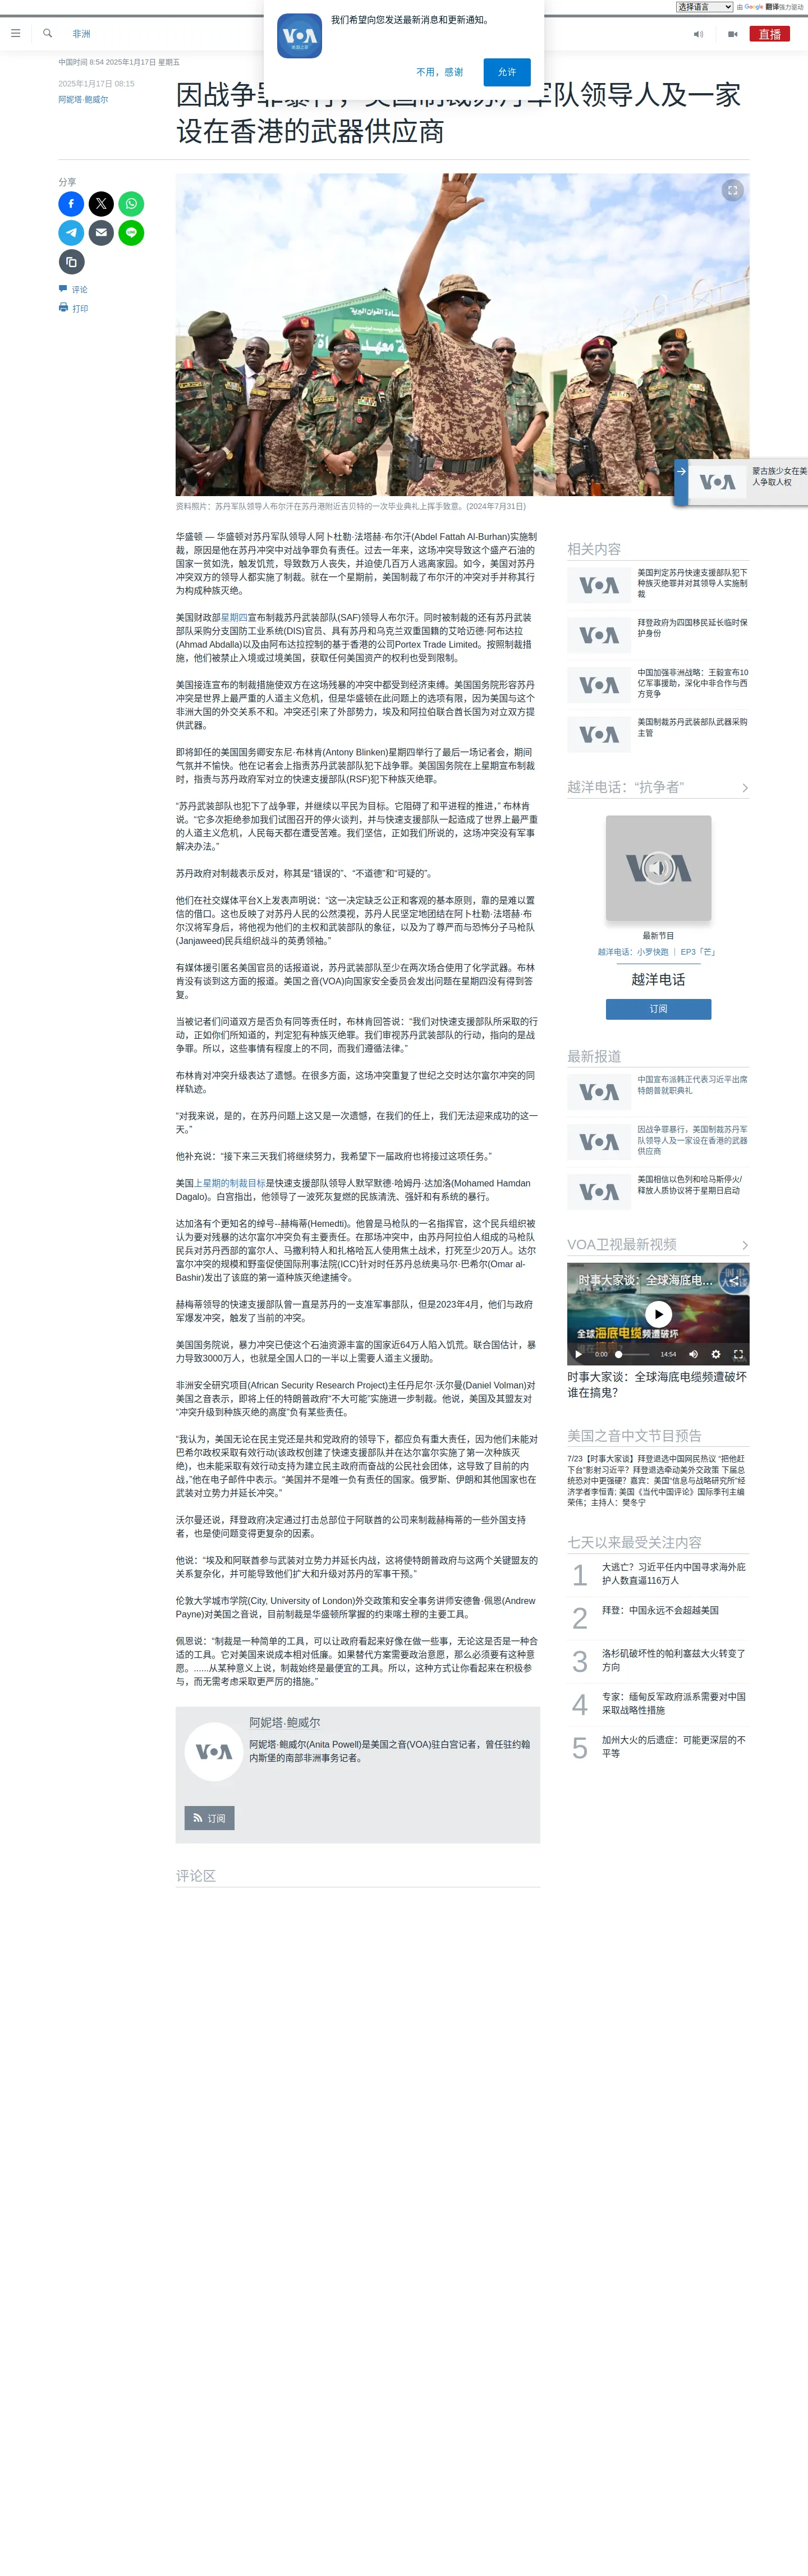 选择语言
由 Google 翻译强力驱动
我们希望向您发送最新消息和更新通知。
不用，感谢
允许
非洲
直播
中国时间 8:54 2025年1月17日 星期五
2025年1月17日 08:15
阿妮塔·鲍威尔
因战争罪暴行，美国制裁苏丹军队领导人及一家
设在香港的武器供应商
分享
评论
打印
资料照片：苏丹军队领导人布尔汗在苏丹港附近吉贝特的一次毕业典礼上挥手致意。(2024年7月31日)
蒙古族少女在美
人争取人权
华盛顿 — 华盛顿对苏丹军队领导人阿卜杜勒·法塔赫·布尔汗(Abdel Fattah Al-Burhan)实施制
裁，原因是他在苏丹冲突中对战争罪负有责任。过去一年来，这场冲突导致这个盛产石油的
国家一贫如洗，触发饥荒，导致数万人丧失，并迫使几百万人逃离家园。如今，美国对苏丹
冲突双方的领导人都实施了制裁。就在一个星期前，美国制裁了布尔汗的冲突对手并称其行
为构成种族灭绝。
美国财政部星期四宣布制裁苏丹武装部队(SAF)领导人布尔汗。同时被制裁的还有苏丹武装
部队采购分支国防工业系统(DIS)官员、具有苏丹和乌克兰双重国籍的艾哈迈德·阿布达拉
(Ahmad Abdalla)以及由阿布达拉控制的基于香港的公司Portex Trade Limited。按照制裁措
施，他们被禁止入境或过境美国，获取任何美国资产的权利也受到限制。
美国接连宣布的制裁措施使双方在这场残暴的冲突中都受到经济束缚。美国国务院形容苏丹
冲突是世界上最严重的人道主义危机，但是华盛顿在此问题上的选项有限，因为美国与这个
非洲大国的外交关系不和。冲突还引来了外部势力，埃及和阿拉伯联合酋长国为对立双方提
供武器。
即将卸任的美国国务卿安东尼·布林肯(Antony Blinken)星期四举行了最后一场记者会，期间
气氛并不愉快。他在记者会上指责苏丹武装部队犯下战争罪。美国国务院在上星期宣布制裁
时，指责与苏丹政府军对立的快速支援部队(RSF)犯下种族灭绝罪。
“苏丹武装部队也犯下了战争罪，并继续以平民为目标。它阻碍了和平进程的推进，” 布林肯
说。“它多次拒绝参加我们试图召开的停火谈判，并与快速支援部队一起造成了世界上最严重
的人道主义危机，人民每天都在遭受苦难。我们坚信，正如我们所说的，这场冲突没有军事
解决办法。”
苏丹政府对制裁表示反对，称其是“错误的”、“不道德”和“可疑的”。
他们在社交媒体平台X上发表声明说：“这一决定缺乏公正和客观的基本原则，靠的是难以置
信的借口。这也反映了对苏丹人民的公然漠视，苏丹人民坚定地团结在阿卜杜勒·法塔赫·布
尔汉将军身后，将他视为他们的主权和武装部队的象征，以及为了尊严而与恐怖分子马枪队
(Janjaweed)民兵组织战斗的英勇领袖。”
有媒体援引匿名美国官员的话报道说，苏丹武装部队至少在两次场合使用了化学武器。布林
肯没有谈到这方面的报道。美国之音(VOA)向国家安全委员会发出问题在星期四没有得到答
复。
当被记者们问道双方是否负有同等责任时，布林肯回答说：“我们对快速支援部队所采取的行
动，正如你们所知道的，判定犯有种族灭绝罪。我们审视苏丹武装部队的行动，指向的是战
争罪。所以，这些事情有程度上的不同，而我们遵循法律。”
布林肯对冲突升级表达了遗憾。在很多方面，这场冲突重复了世纪之交时达尔富尔冲突的同
样轨迹。
“对我来说，是的，在苏丹问题上这又是一次遗憾，在我们的任上，我们无法迎来成功的这一
天。”
他补充说：“接下来三天我们将继续努力，我希望下一届政府也将接过这项任务。”
美国上星期的制裁目标是快速支援部队领导人默罕默德·哈姆丹·达加洛(Mohamed Hamdan
Dagalo)。白宫指出，他领导了一波死灰复燃的民族清洗、强奸和有系统的暴行。
达加洛有个更知名的绰号--赫梅蒂(Hemedti)。他曾是马枪队的一名指挥官，这个民兵组织被
认为要对残暴的达尔富尔冲突负有主要责任。在那场冲突中，由苏丹阿拉伯人组成的马枪队
民兵对苏丹西部的富尔人、马撒利特人和扎格哈瓦人使用焦土战术，打死至少20万人。达尔
富尔冲突的规模和野蛮促使国际刑事法院(ICC)针对时任苏丹总统奥马尔·巴希尔(Omar al-
Bashir)发出了该庭的第一道种族灭绝逮捕令。
赫梅蒂领导的快速支援部队曾一直是苏丹的一支准军事部队，但是2023年4月，他们与政府
军爆发冲突，触发了当前的冲突。
美国国务院说，暴力冲突已使这个石油资源丰富的国家近64万人陷入饥荒。联合国估计，暴
力导致3000万人，也就是全国人口的一半以上需要人道主义援助。
非洲安全研究项目(African Security Research Project)主任丹尼尔·沃尔曼(Daniel Volman)对
美国之音表示，即将上任的特朗普政府“不大可能”实施进一步制裁。他说，美国及其盟友对
“冲突升级到种族灭绝的高度”负有某些责任。
“我认为，美国无论在民主党还是共和党政府的领导下，都应负有重大责任，因为他们未能对
巴希尔政权采取有效行动(该政权创建了快速支援部队并在达尔富尔实施了第一次种族灭
绝)，也未能采取有效行动支持为建立民主政府而奋战的公民社会团体，这导致了目前的内
战，”他在电子邮件中表示。“美国并不是唯一负有责任的国家。俄罗斯、伊朗和其他国家也在
武装对立势力并延长冲突。”
沃尔曼还说，拜登政府决定通过打击总部位于阿联酋的公司来制裁赫梅蒂的一些外国支持
者，也是使问题变得更复杂的因素。
他说：“埃及和阿联酋参与武装对立势力并延长内战，这将使特朗普政府与这两个关键盟友的
关系复杂化，并可能导致他们扩大和升级对苏丹的军事干预。”
伦敦大学城市学院(City, University of London)外交政策和安全事务讲师安德鲁·佩恩(Andrew
Payne)对美国之音说，目前制裁是华盛顿所掌握的约束喀土穆的主要工具。
佩恩说：“制裁是一种简单的工具，可以让政府看起来好像在做一些事，无论这是否是一种合
适的工具。它对美国来说成本相对低廉。如果替代方案需要政治意愿，那么必须要有这种意
愿。......从某种意义上说，制裁始终是最便宜的工具。所以，这种方式让你看起来在积极参
与，而无需考虑采取更严厉的措施。”
阿妮塔·鲍威尔
阿妮塔·鲍威尔(Anita Powell)是美国之音(VOA)驻白宫记者，曾任驻约翰
内斯堡的南部非洲事务记者。
订阅
评论区
相关内容
美国判定苏丹快速支援部队犯下
种族灭绝罪并对其领导人实施制
裁
拜登政府为四国移民延长临时保
护身份
中国加强非洲战略：王毅宣布10
亿军事援助，深化中非合作与西
方竞争
美国制裁苏丹武装部队武器采购
主管
越洋电话：“抗争者”
最新节目
越洋电话：小罗快跑 ｜ EP3「芒」
越洋电话
订阅
最新报道
中国宣布派韩正代表习近平出席
特朗普就职典礼
因战争罪暴行，美国制裁苏丹军
队领导人及一家设在香港的武器
供应商
美国相信以色列和哈马斯停火/
释放人质协议将于星期日启动
VOA卫视最新视频
时事大家谈：全球海底电...
全球海底电缆频遭破坏
0:00
14:54
时事大家谈：全球海底电缆频遭破坏
谁在搞鬼？
美国之音中文节目预告
7/23【时事大家谈】拜登退选中国网民热议 “把他赶
下台”影射习近平？拜登退选牵动美外交政策 下届总
统恐对中更强硬？嘉宾：美国“信息与战略研究所”经
济学者李恒青; 美国《当代中国评论》国际季刊主编
荣伟；主持人：樊冬宁
七天以来最受关注内容
1 大逃亡？习近平任内中国寻求海外庇
护人数直逼116万人
2 拜登：中国永远不会超越美国
3 洛杉矶破坏性的帕利塞兹大火转变了
方向
4 专家：缅甸反军政府派系需要对中国
采取战略性措施
5 加州大火的后遗症：可能更深层的不
平等